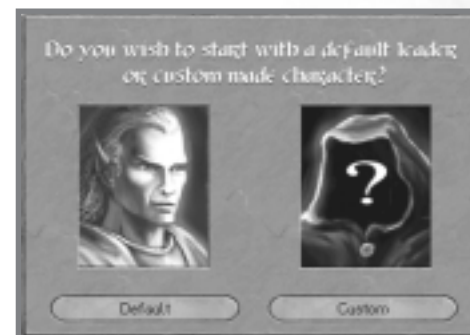 Do you wish to start with a default leader
or custom made character?
?
Default
Custom